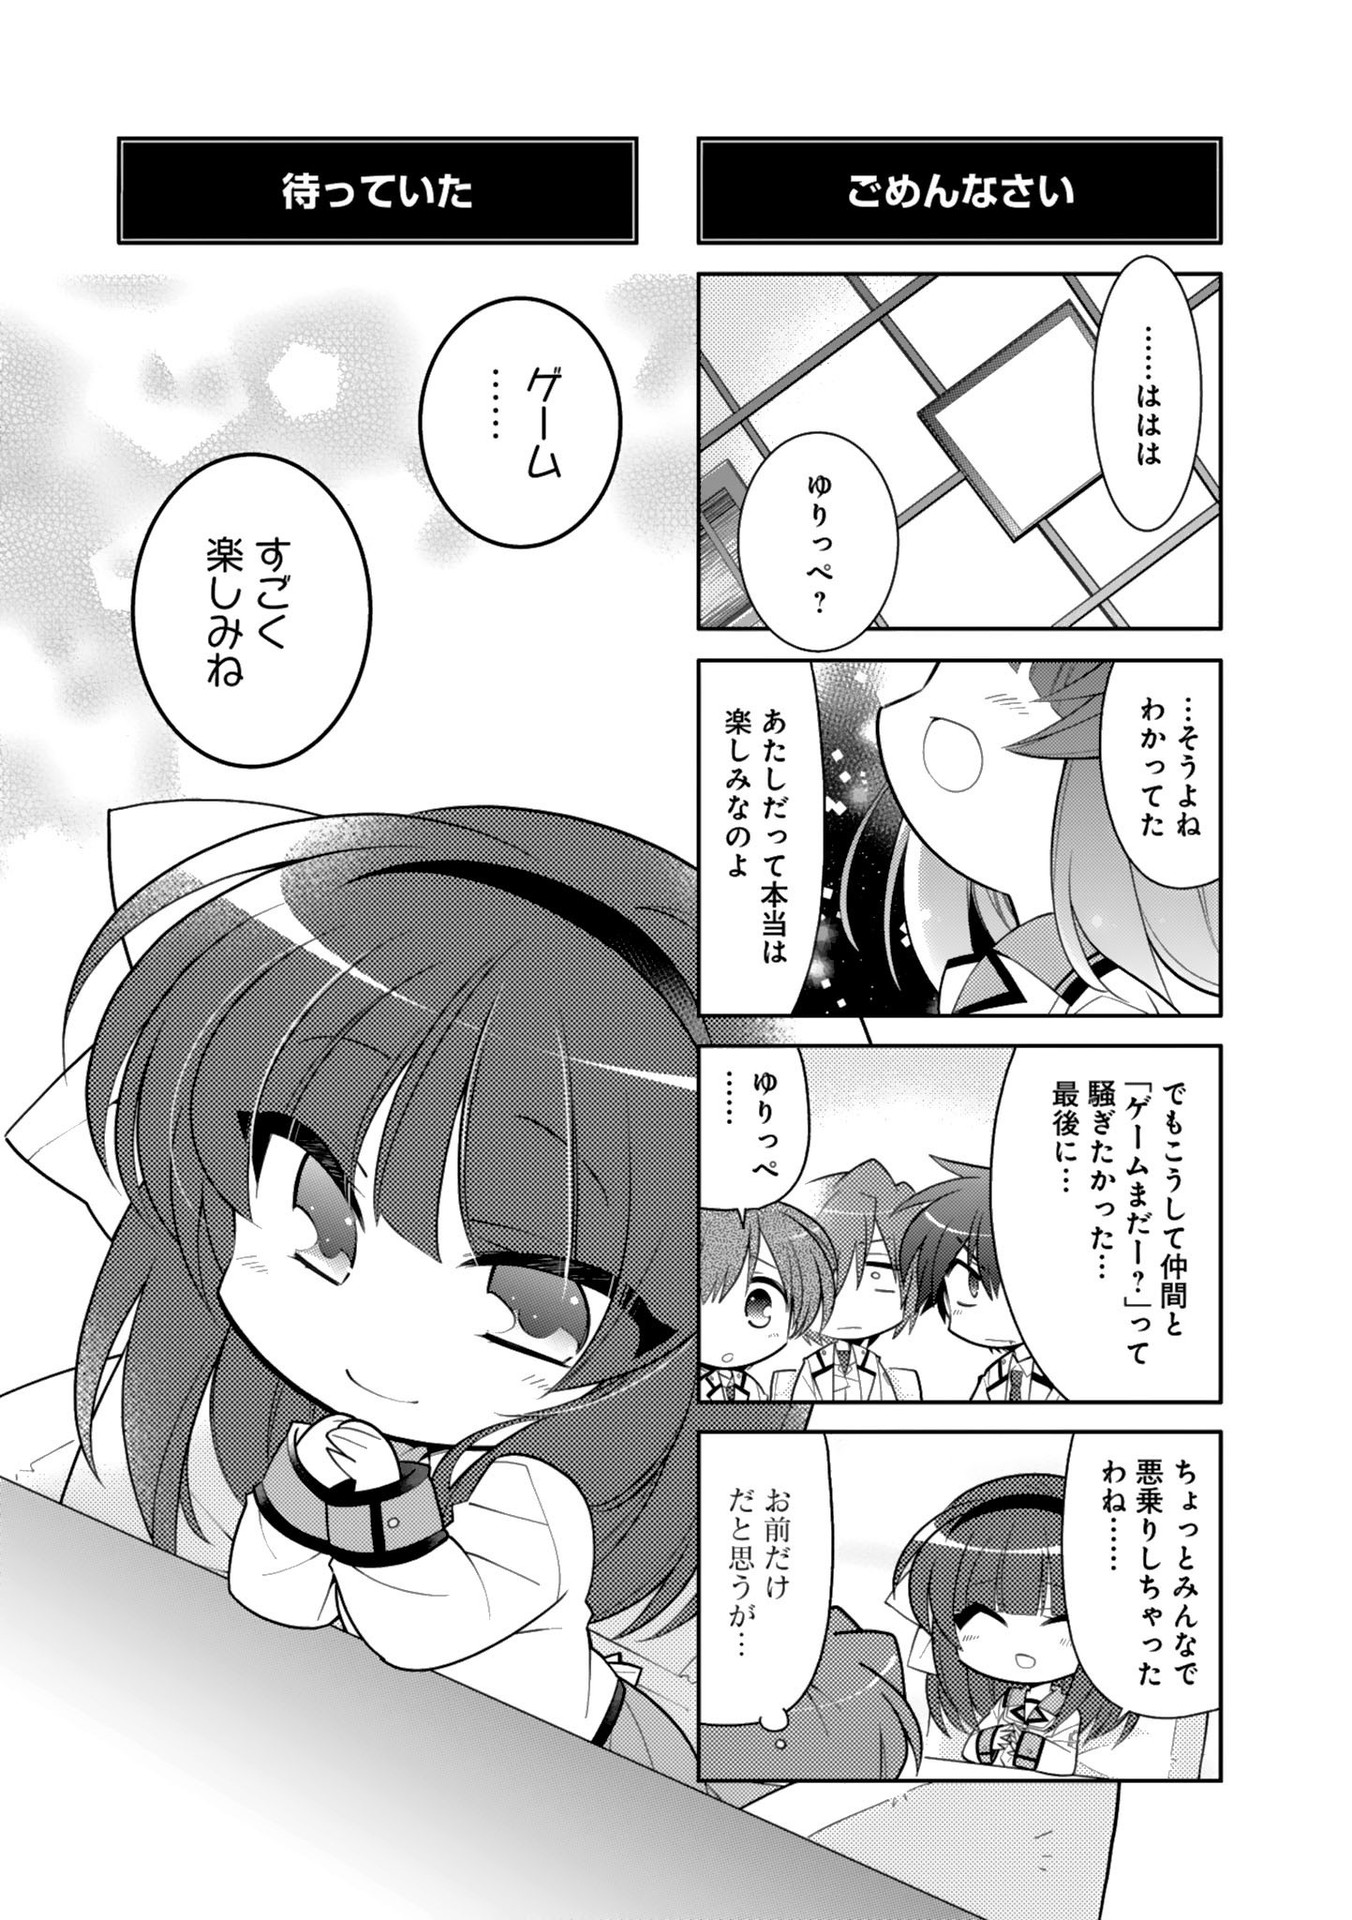 ごめんなさい
……ははは
ゆりっぺ?
…そうよね
わかってた
あたしだって本当は
楽しみなのよ
でもこうして仲間と
「ゲームまだー?」って
騒ぎたかった…
最後に…
ゆりっぺ
……
ちょっとみんなで
悪乗りしちゃった
わね……
お前だけ
だと思うが…
待っていた
ゲーム
……
すごく
楽しみね